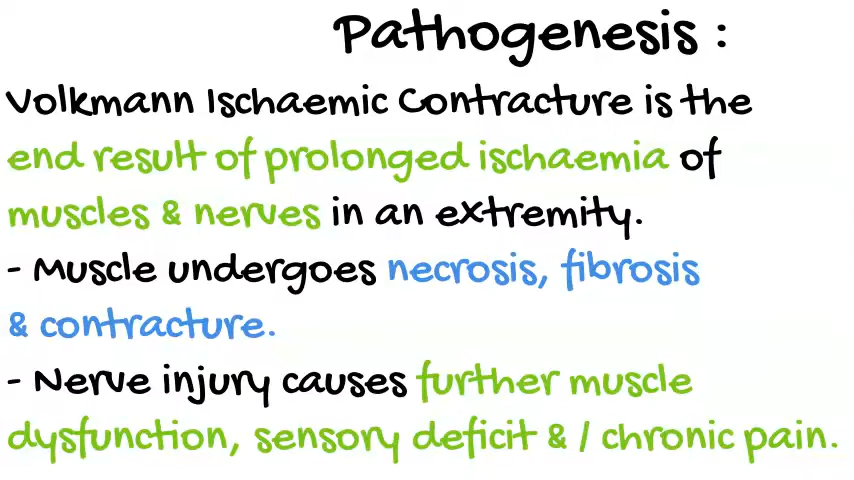 Pathogenesis :
Volkmann Ischaemic Contracture is the
end result of prolonged ischaemia of
muscles & nerves in an extremity.
- Muscle undergoes necrosis, fibrosis
& contracture.
- Nerve injury causes further muscle
dysfunction, sensory deficit & / chronic pain.